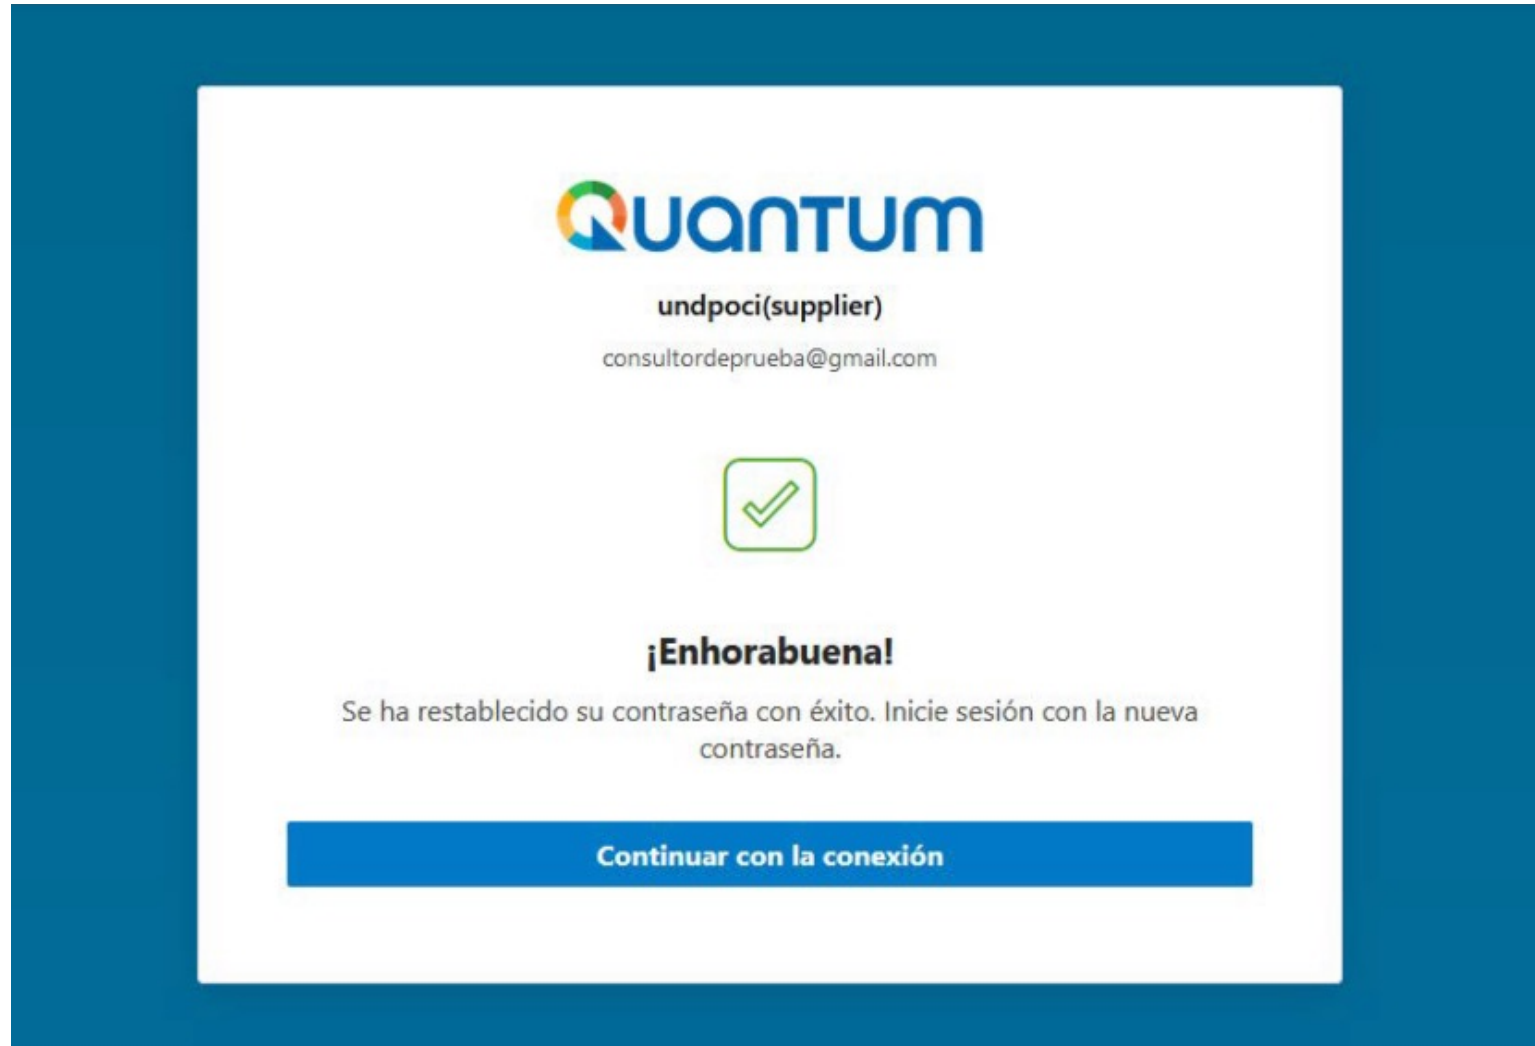 Quantum
undpoci(supplier)
consultordeprueba@gmail.com
¡Enhorabuena!
Se ha restablecido su contraseña con éxito. Inicie sesión con la nueva
contraseña.
Continuar con la conexión